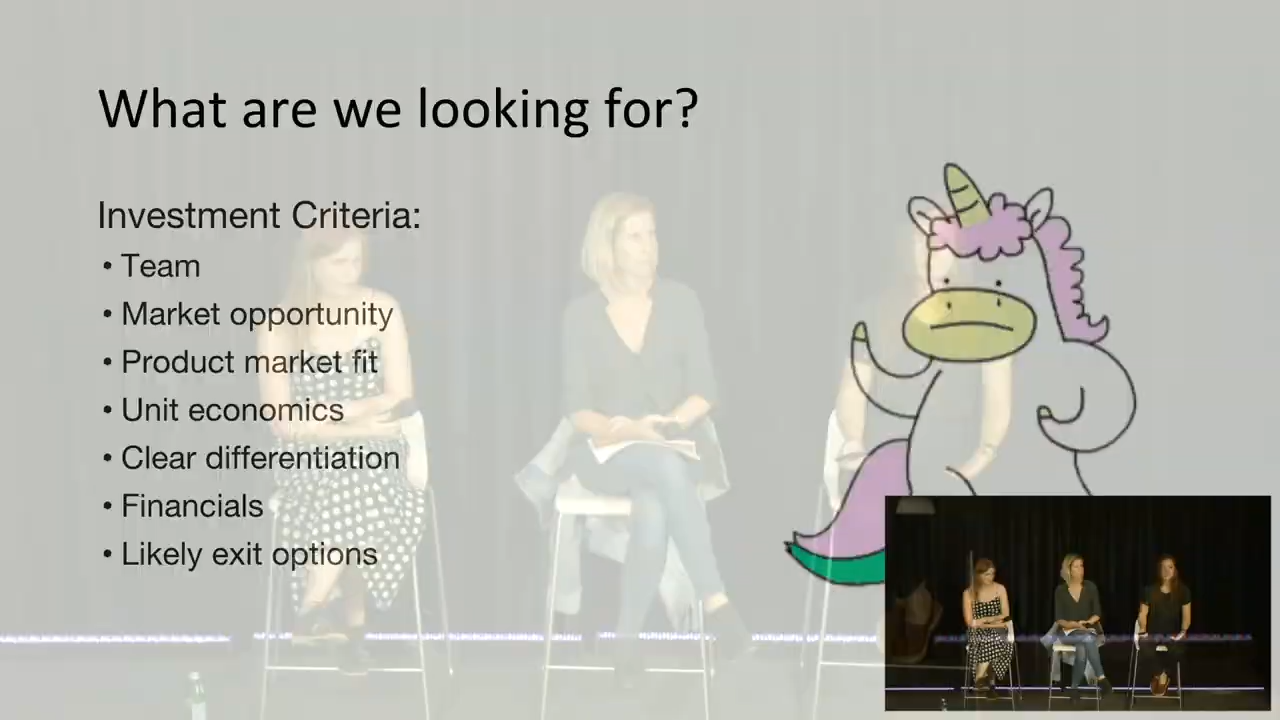 What are we looking for?
Investment Criteria:
• Team
• Market opportunity
• Product market fit
• Unit economics
• Clear differentiation
• Financials
• Likely exit options